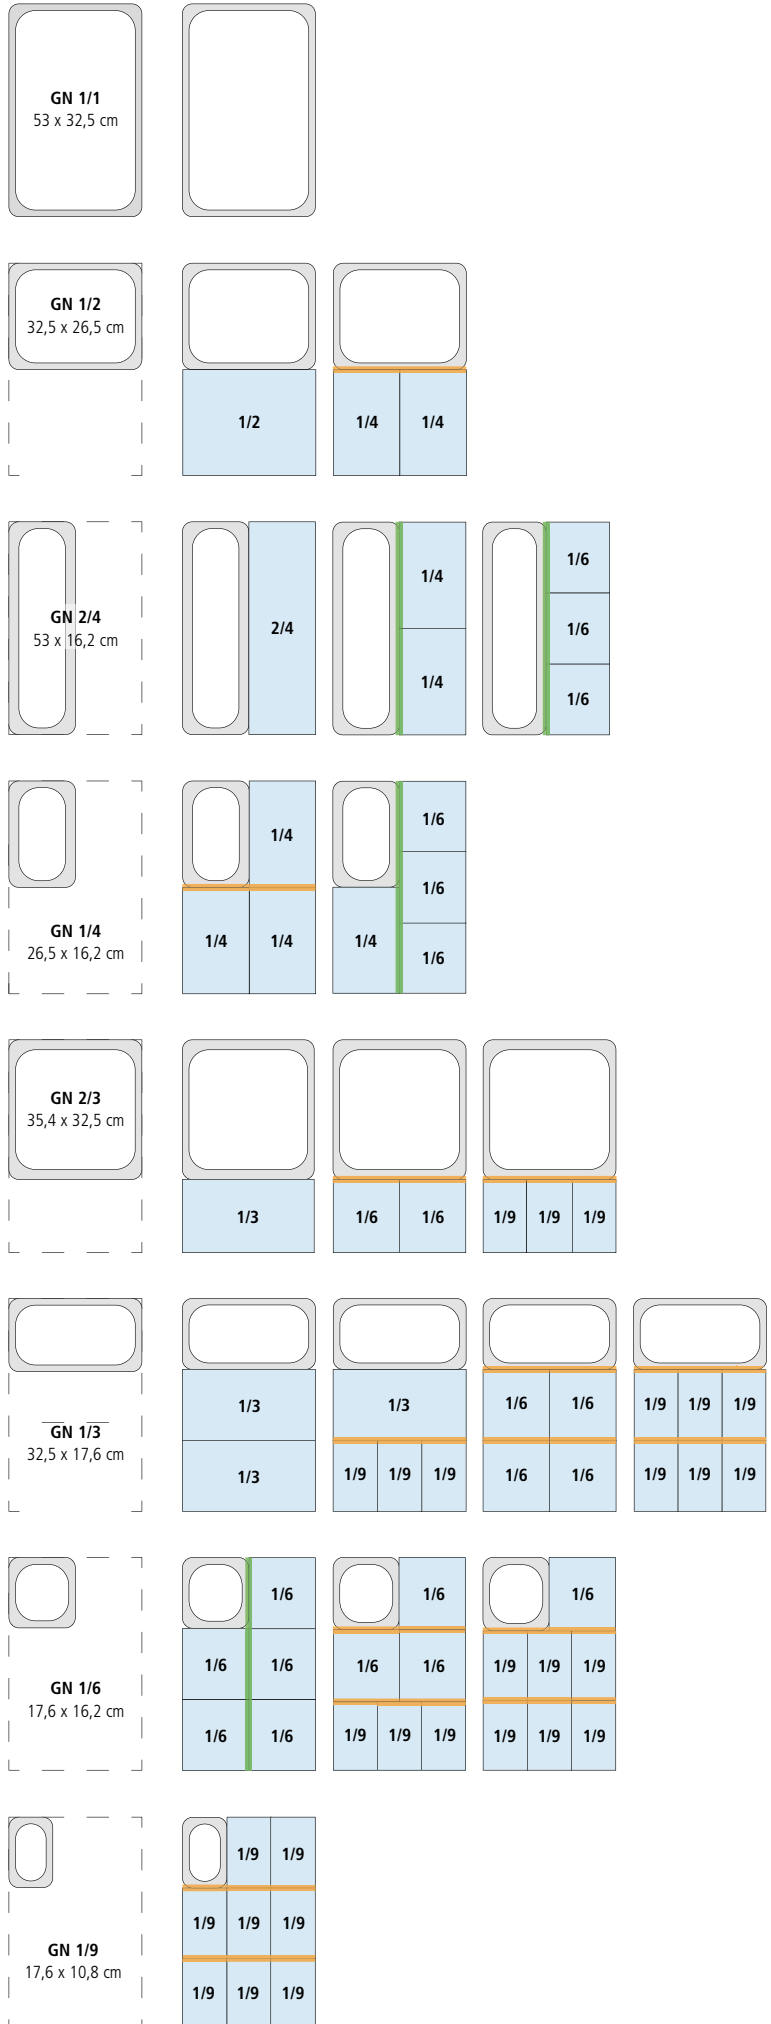 GN 1/1
53 x 32,5 cm
GN 1/2
32,5 x 26,5 cm
1/2
1/4 1/4
GN 2/4
53 x 16,2 cm
2/4
1/4
1/4
1/6
1/6
1/6
GN 1/4
26,5 x 16,2 cm
1/4
1/4 1/4
1/4
1/6
1/6
1/6
GN 2/3
35,4 x 32,5 cm
1/3
1/6 1/6
1/9 1/9 1/9
GN 1/3
32,5 x 17,6 cm
1/3
1/3
1/3
1/9 1/9 1/9
1/6 1/6
1/6 1/6
1/9 1/9 1/9
1/9 1/9 1/9
GN 1/6
17,6 x 16,2 cm
1/6
1/6 1/6
1/6 1/6
1/6
1/6 1/6
1/9 1/9 1/9
1/6
1/9 1/9 1/9
1/9 1/9 1/9
GN 1/9
17,6 x 10,8 cm
1/9 1/9
1/9 1/9 1/9
1/9 1/9 1/9